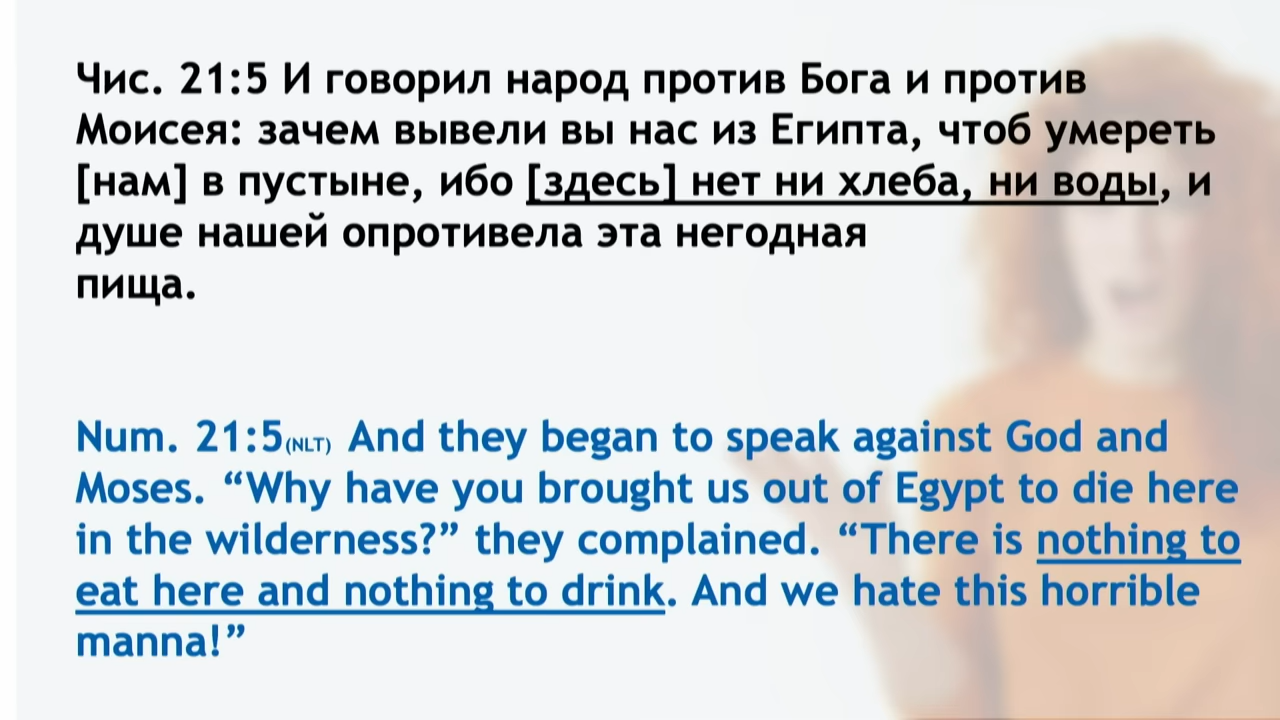 Чис. 21:5 И говорил народ против Бога и против
Моисея: зачем вывели вы нас из Египта, чтоб умереть
[нам] в пустыне, ибо [здесь] нет ни хлеба, ни воды, и
душе нашей опротивела эта негодная
пища.
Num. 21:5(NLT) And they began to speak against God and
Moses. “Why have you brought us out of Egypt to die here
in the wilderness?” they complained. “There is nothing to
eat here and nothing to drink. And we hate this horrible
manna!”